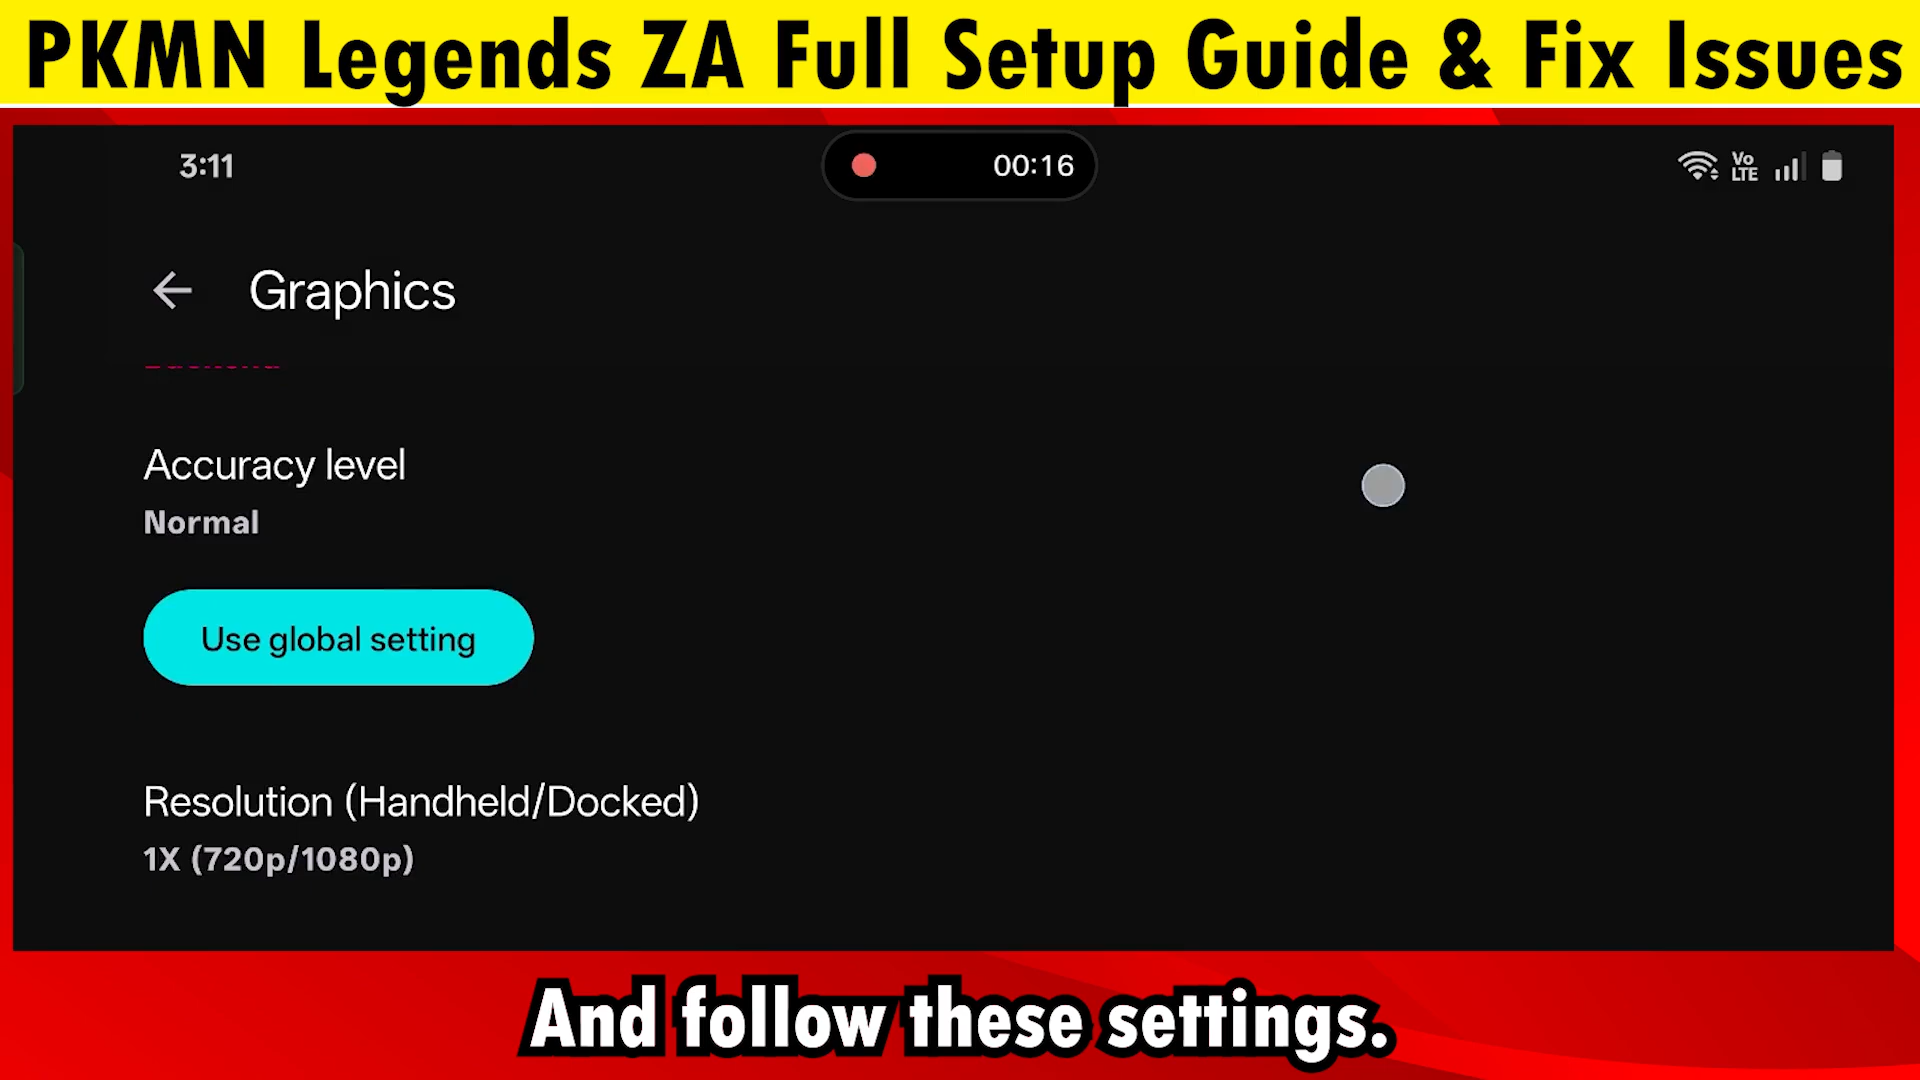 PKMN Legends ZA Full Setup Guide & Fix Issues
3:11
00:16
Vo
LTE
Graphics
Accuracy level
Normal
Use global setting
Resolution (Handheld/Docked)
1X (720p/1080p)
And follow these settings.